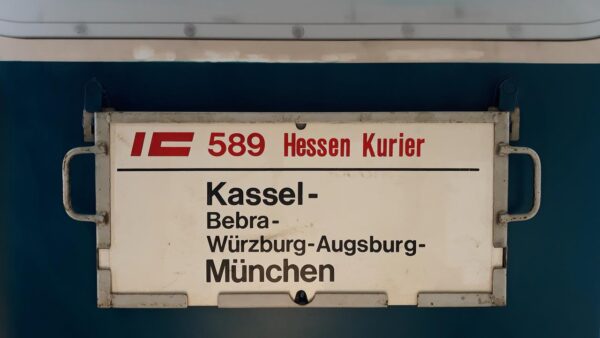 IC 589 Hessen Kurier
Kassel-
Bebra-
Würzburg-Augsburg-
München